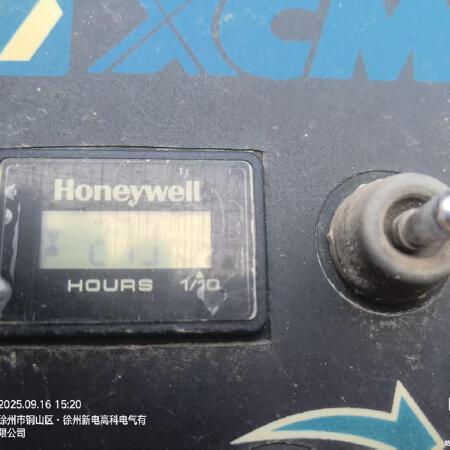 XCM
Honeywell
HOURS 1/10
2025.09.16 15:20
徐州市铜山区·徐州新电高科电气有
限公司